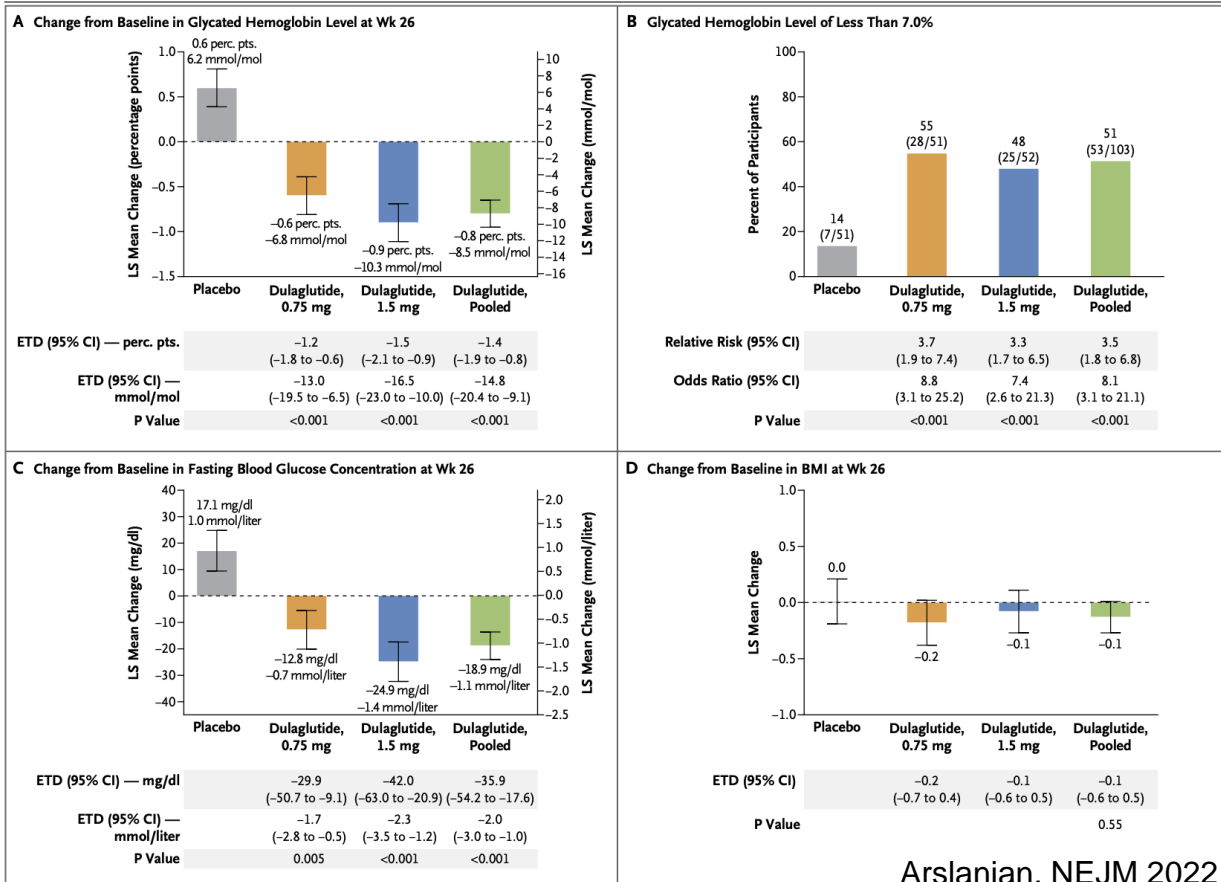 A Change from Baseline in Glycated Hemoglobin Level at Wk 26
LS Mean Change (percentage points)
1.0
0.5
0.0
−0.5
−1.0
−1.5
0.6 perc. pts.
6.2 mmol/mol
−0.6 perc. pts.
−6.8 mmol/mol
−0.9 perc. pts.
−10.3 mmol/mol
−0.8 perc. pts.
−8.5 mmol/mol
10
8
6
4
2
0
−2
−4
−6
−8
−10
−12
−14
−16
LS Mean Change (mmol/mol)
Placebo Dulaglutide, Dulaglutide, Dulaglutide,
0.75 mg 1.5 mg Pooled
ETD (95% CI) — perc. pts. −1.2 −1.5 −1.4
(−1.8 to −0.6) (−2.1 to −0.9) (−1.9 to −0.8)
ETD (95% CI) — −13.0 −16.5 −14.8
mmol/mol (−19.5 to −6.5) (−23.0 to −10.0) (−20.4 to −9.1)
P Value <0.001 <0.001 <0.001
B Glycated Hemoglobin Level of Less Than 7.0%
Percent of Participants
100
80
60
40
20
0
14
(7/51)
55
(28/51)
48
(25/52)
51
(53/103)
Placebo Dulaglutide, Dulaglutide, Dulaglutide,
0.75 mg 1.5 mg Pooled
Relative Risk (95% CI) 3.7 3.3 3.5
(1.9 to 7.4) (1.7 to 6.5) (1.8 to 6.8)
Odds Ratio (95% CI) 8.8 7.4 8.1
(3.1 to 25.2) (2.6 to 21.3) (3.1 to 21.1)
P Value <0.001 <0.001 <0.001
C Change from Baseline in Fasting Blood Glucose Concentration at Wk 26
LS Mean Change (mg/dl)
40
30
20
10
0
−10
−20
−30
−40
17.1 mg/dl
1.0 mmol/liter
−12.8 mg/dl
−0.7 mmol/liter
−24.9 mg/dl
−1.4 mmol/liter
−18.9 mg/dl
−1.1 mmol/liter
2.0
1.5
1.0
0.5
0.0
−0.5
−1.0
−1.5
−2.0
−2.5
LS Mean Change (mmol/liter)
Placebo Dulaglutide, Dulaglutide, Dulaglutide,
0.75 mg 1.5 mg Pooled
ETD (95% CI) — mg/dl −29.9 −42.0 −35.9
(−50.7 to −9.1) (−63.0 to −20.9) (−54.2 to −17.6)
ETD (95% CI) — −1.7 −2.3 −2.0
mmol/liter (−2.8 to −0.5) (−3.5 to −1.2) (−3.0 to −1.0)
P Value 0.005 <0.001 <0.001
D Change from Baseline in BMI at Wk 26
LS Mean Change
1.0
0.5
0.0
−0.5
−1.0
0.0
−0.2
−0.1
−0.1
Placebo Dulaglutide, Dulaglutide, Dulaglutide,
0.75 mg 1.5 mg Pooled
ETD (95% CI) −0.2 −0.1 −0.1
(−0.7 to 0.4) (−0.6 to 0.5) (−0.6 to 0.5)
P Value 0.55
Arslanian, NEJM 2022